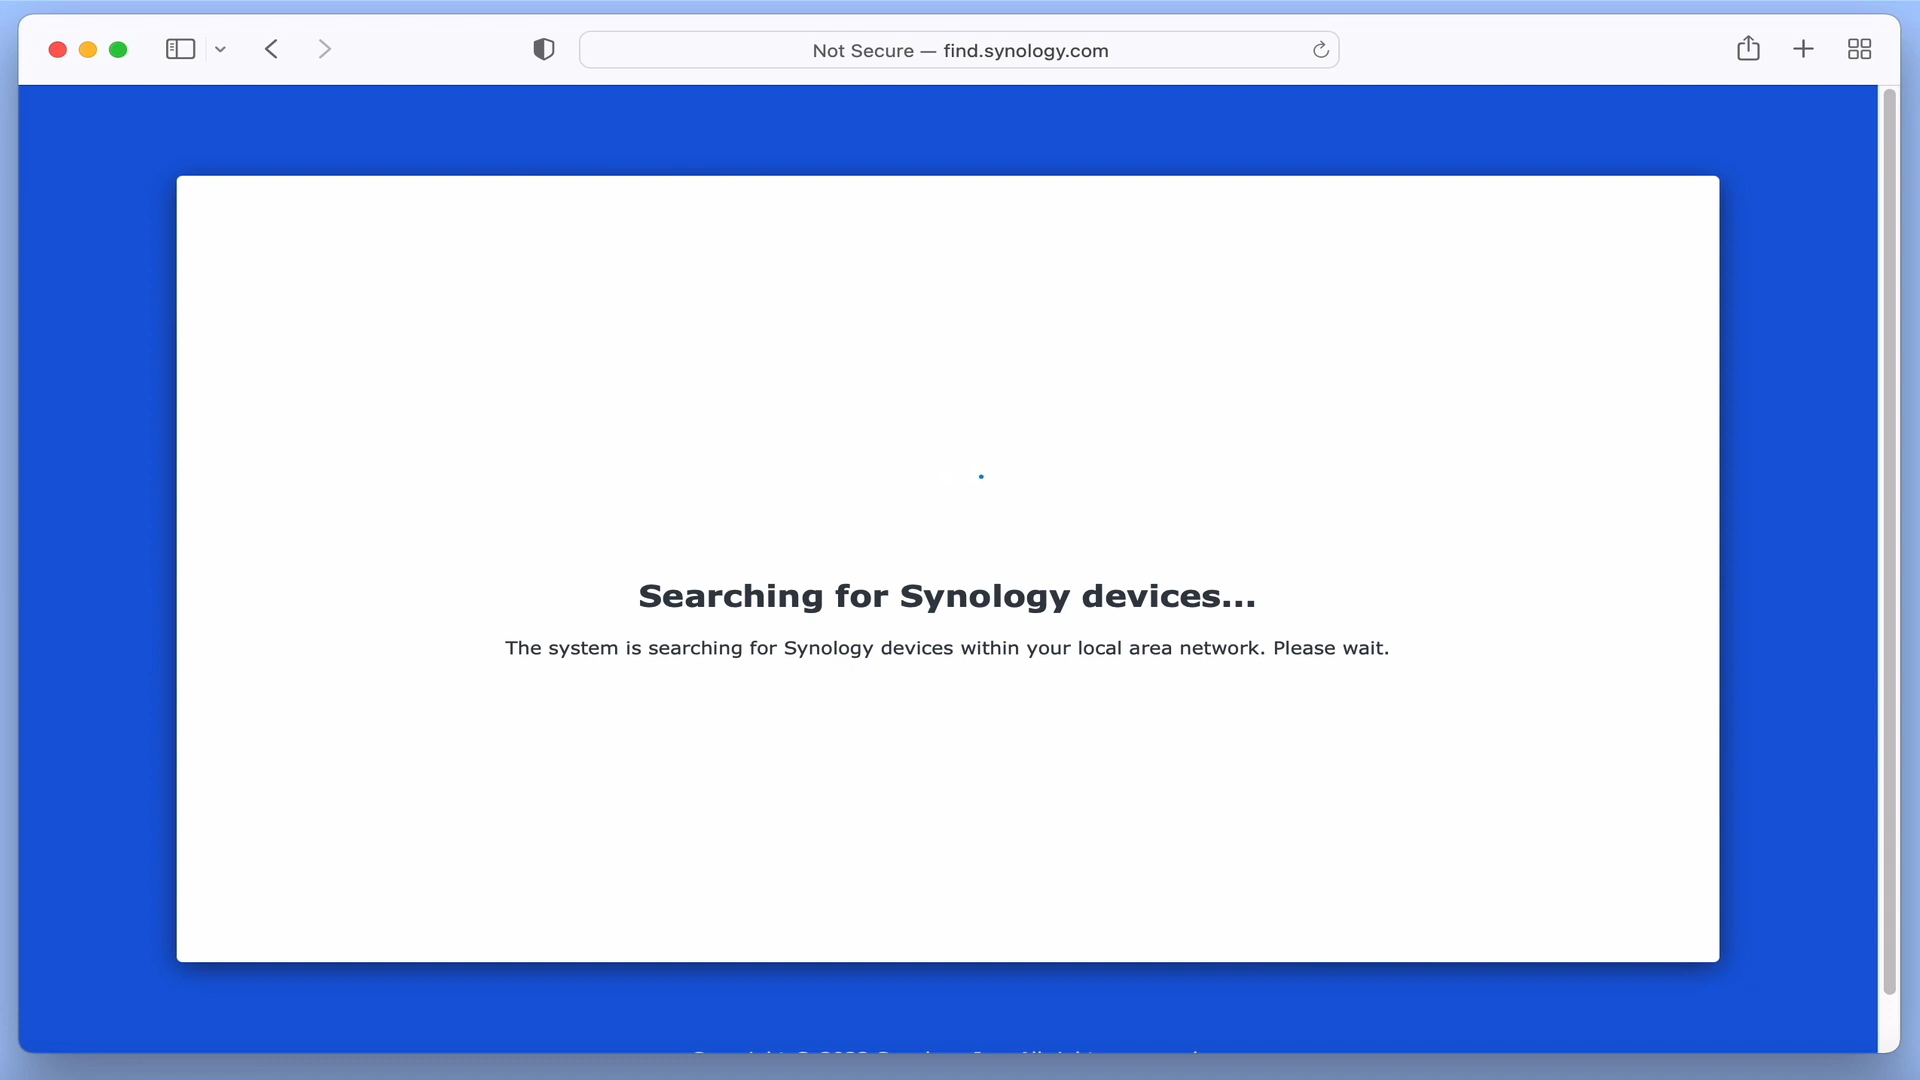 Not Secure — find.synology.com
Searching for Synology devices...
The system is searching for Synology devices within your local area network. Please wait.